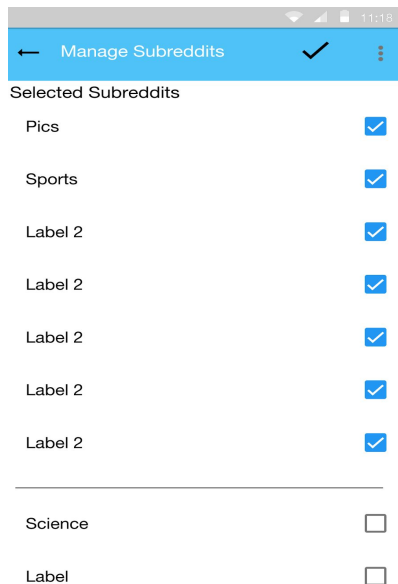 11:18
Manage Subreddits
Selected Subreddits
Pics
Sports
Label 2
Label 2
Label 2
Label 2
Label 2
Science
Label